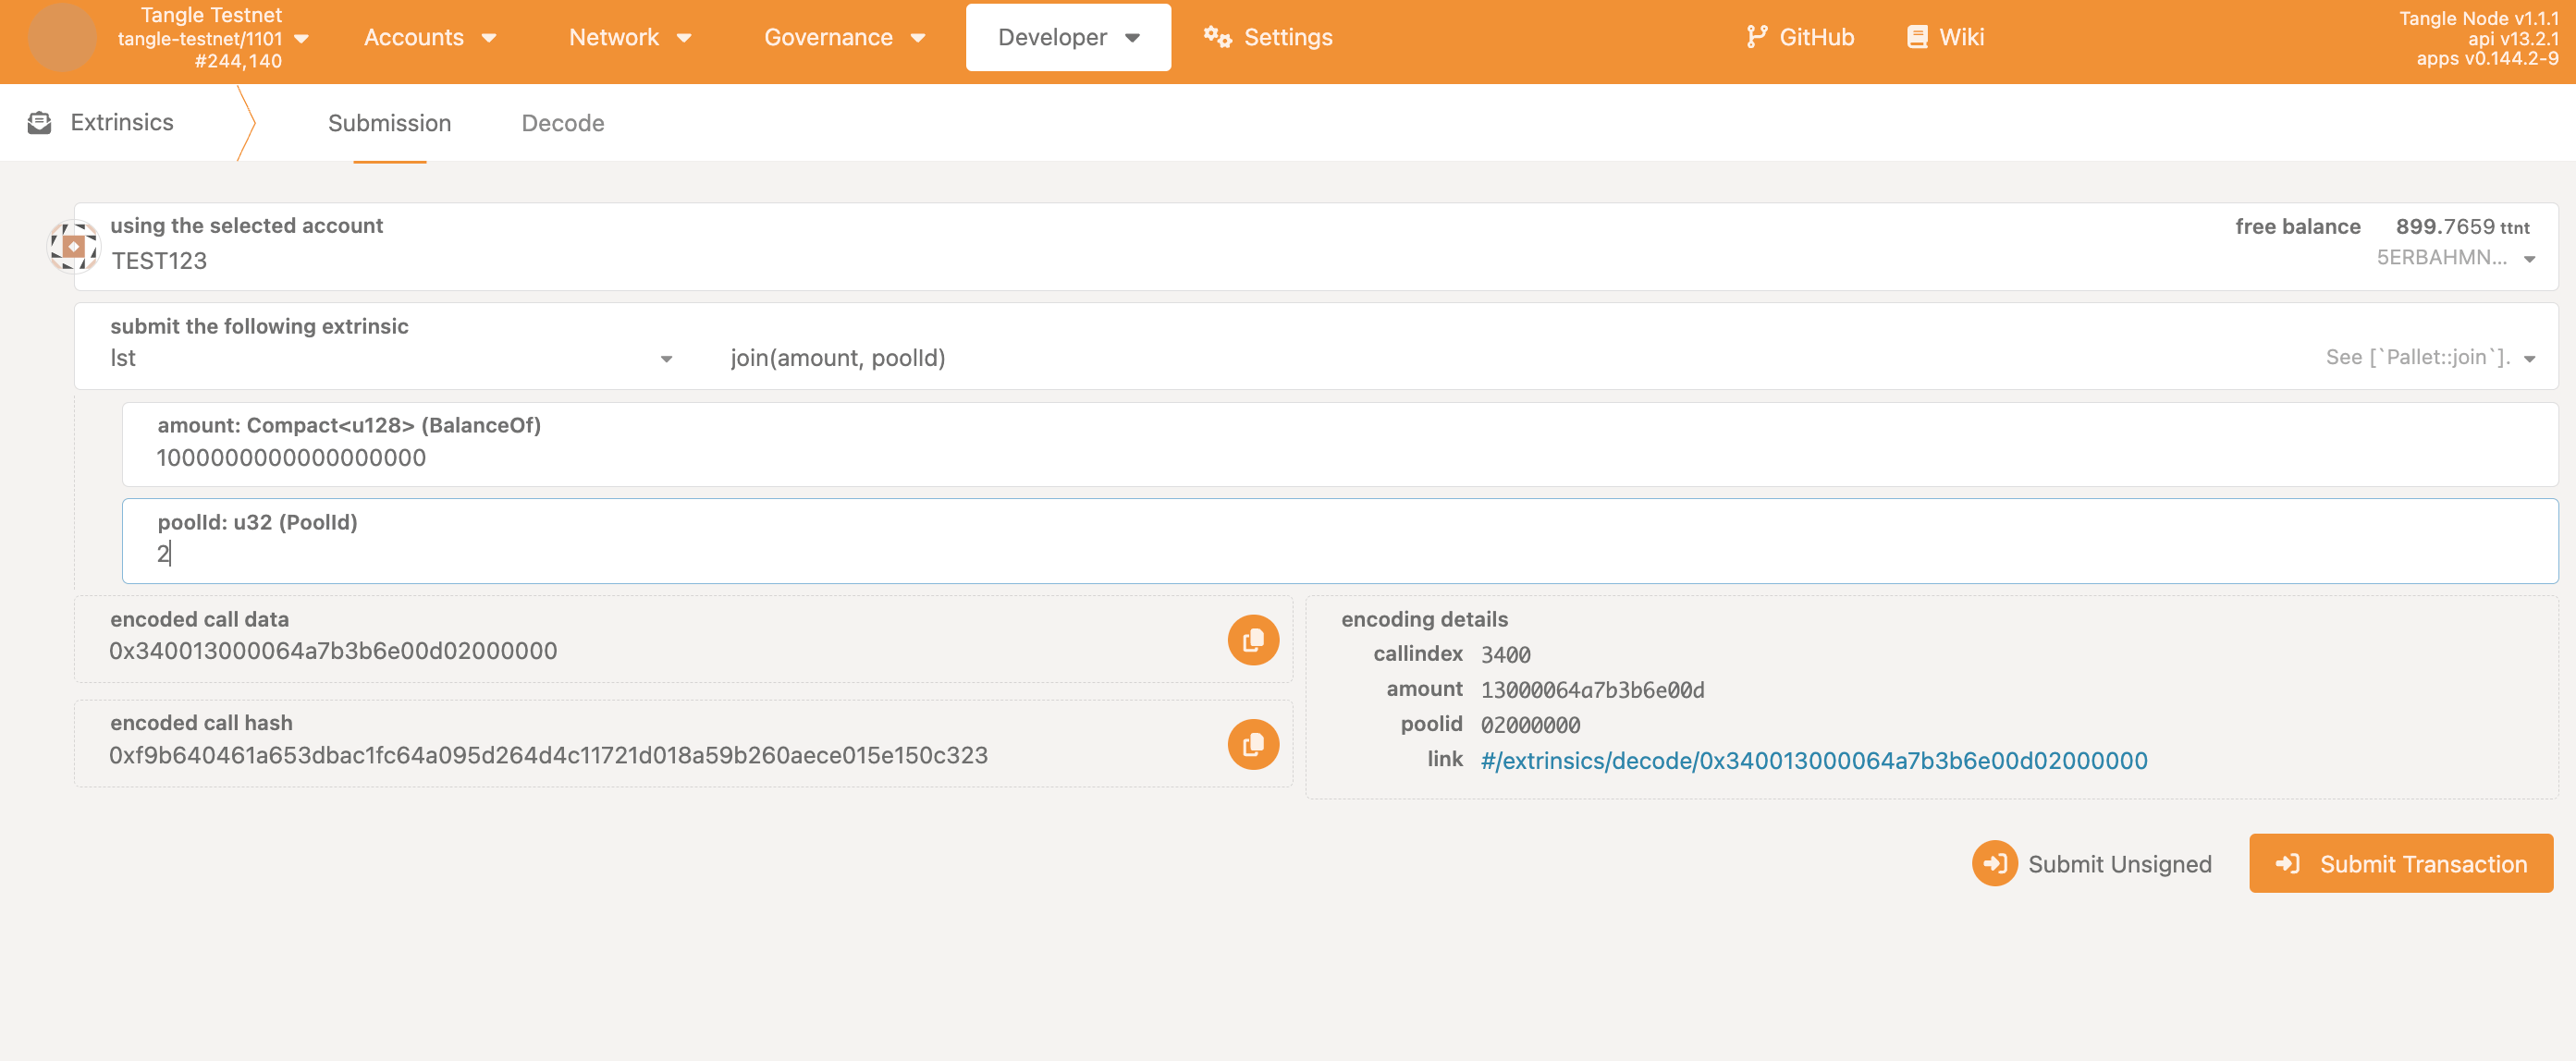 Tangle Testnet
tangle-testnet/1101
#244,140
Accounts
Network
Governance
Developer
Settings
GitHub
Wiki
Tangle Node v1.1.1
api v13.2.1
apps v0.144.2-9
Extrinsics
Submission
Decode
using the selected account
TEST123
free balance 899.7659 ttnt
5ERBAHMN...
submit the following extrinsic
lst
join(amount, poolId)
See [`Pallet::join`].
amount: Compact<u128> (BalanceOf)
1000000000000000000
poolId: u32 (PoolId)
2
encoded call data
0x340013000064a7b3b6e00d02000000
encoded call hash
0xf9b640461a653dbac1fc64a095d264d4c11721d018a59b260aece015e150c323
encoding details
callindex 3400
amount 13000064a7b3b6e00d
poolid 02000000
link #/extrinsics/decode/0x340013000064a7b3b6e00d02000000
Submit Unsigned
Submit Transaction